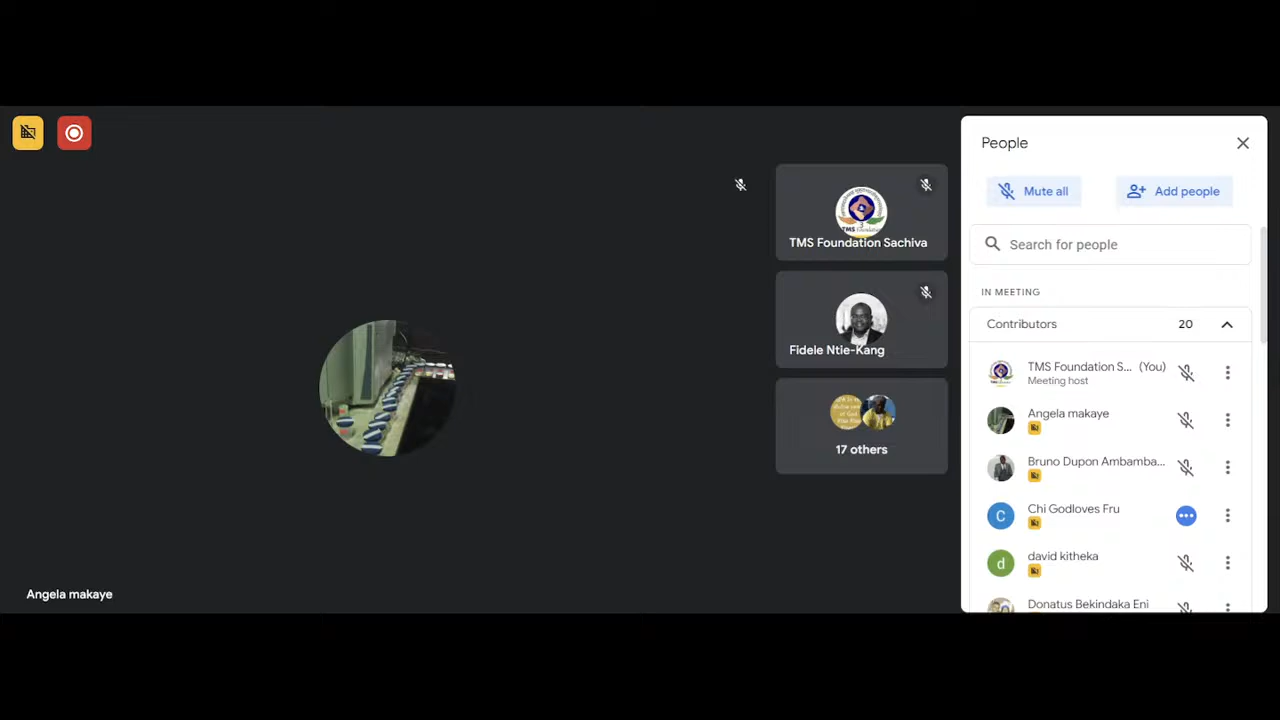 People
Mute all
Add people
Search for people
IN MEETING
Contributors 20
TMS Foundation S... (You)
Meeting host
Angela makaye
Bruno Dupon Ambamba...
C
Chi Godloves Fru
d
david kitheka
Donatus Bekindaka Eni
TMS Foundation Sachiva
Fidele Ntie-Kang
17 others
Angela makaye